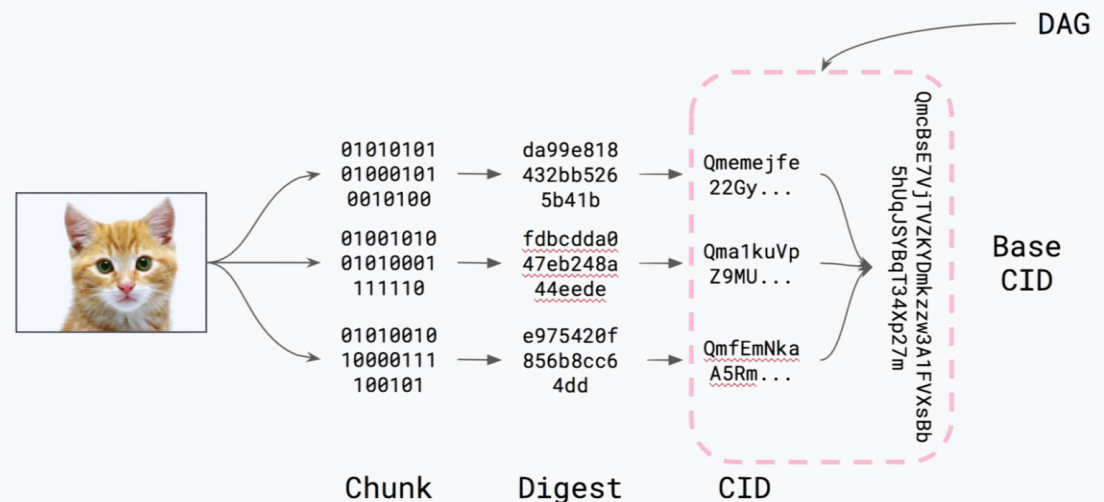 DAG
01010101
01000101
0010100
da99e818
432bb526
5b41b
Qmemejfe
22Gy...
01001010
01010001
111110
fdbcdda0
47eb248a
44eede
Qma1kuVp
Z9MU...
01010010
10000111
100101
e975420f
856b8cc6
4dd
QmfEmNka
A5Rm...
QmcBsE7VjTVZKYDmkzzw3A1FVXsBb
5hUqJSYBqT34Xp27m
Base
CID
Chunk
Digest
CID